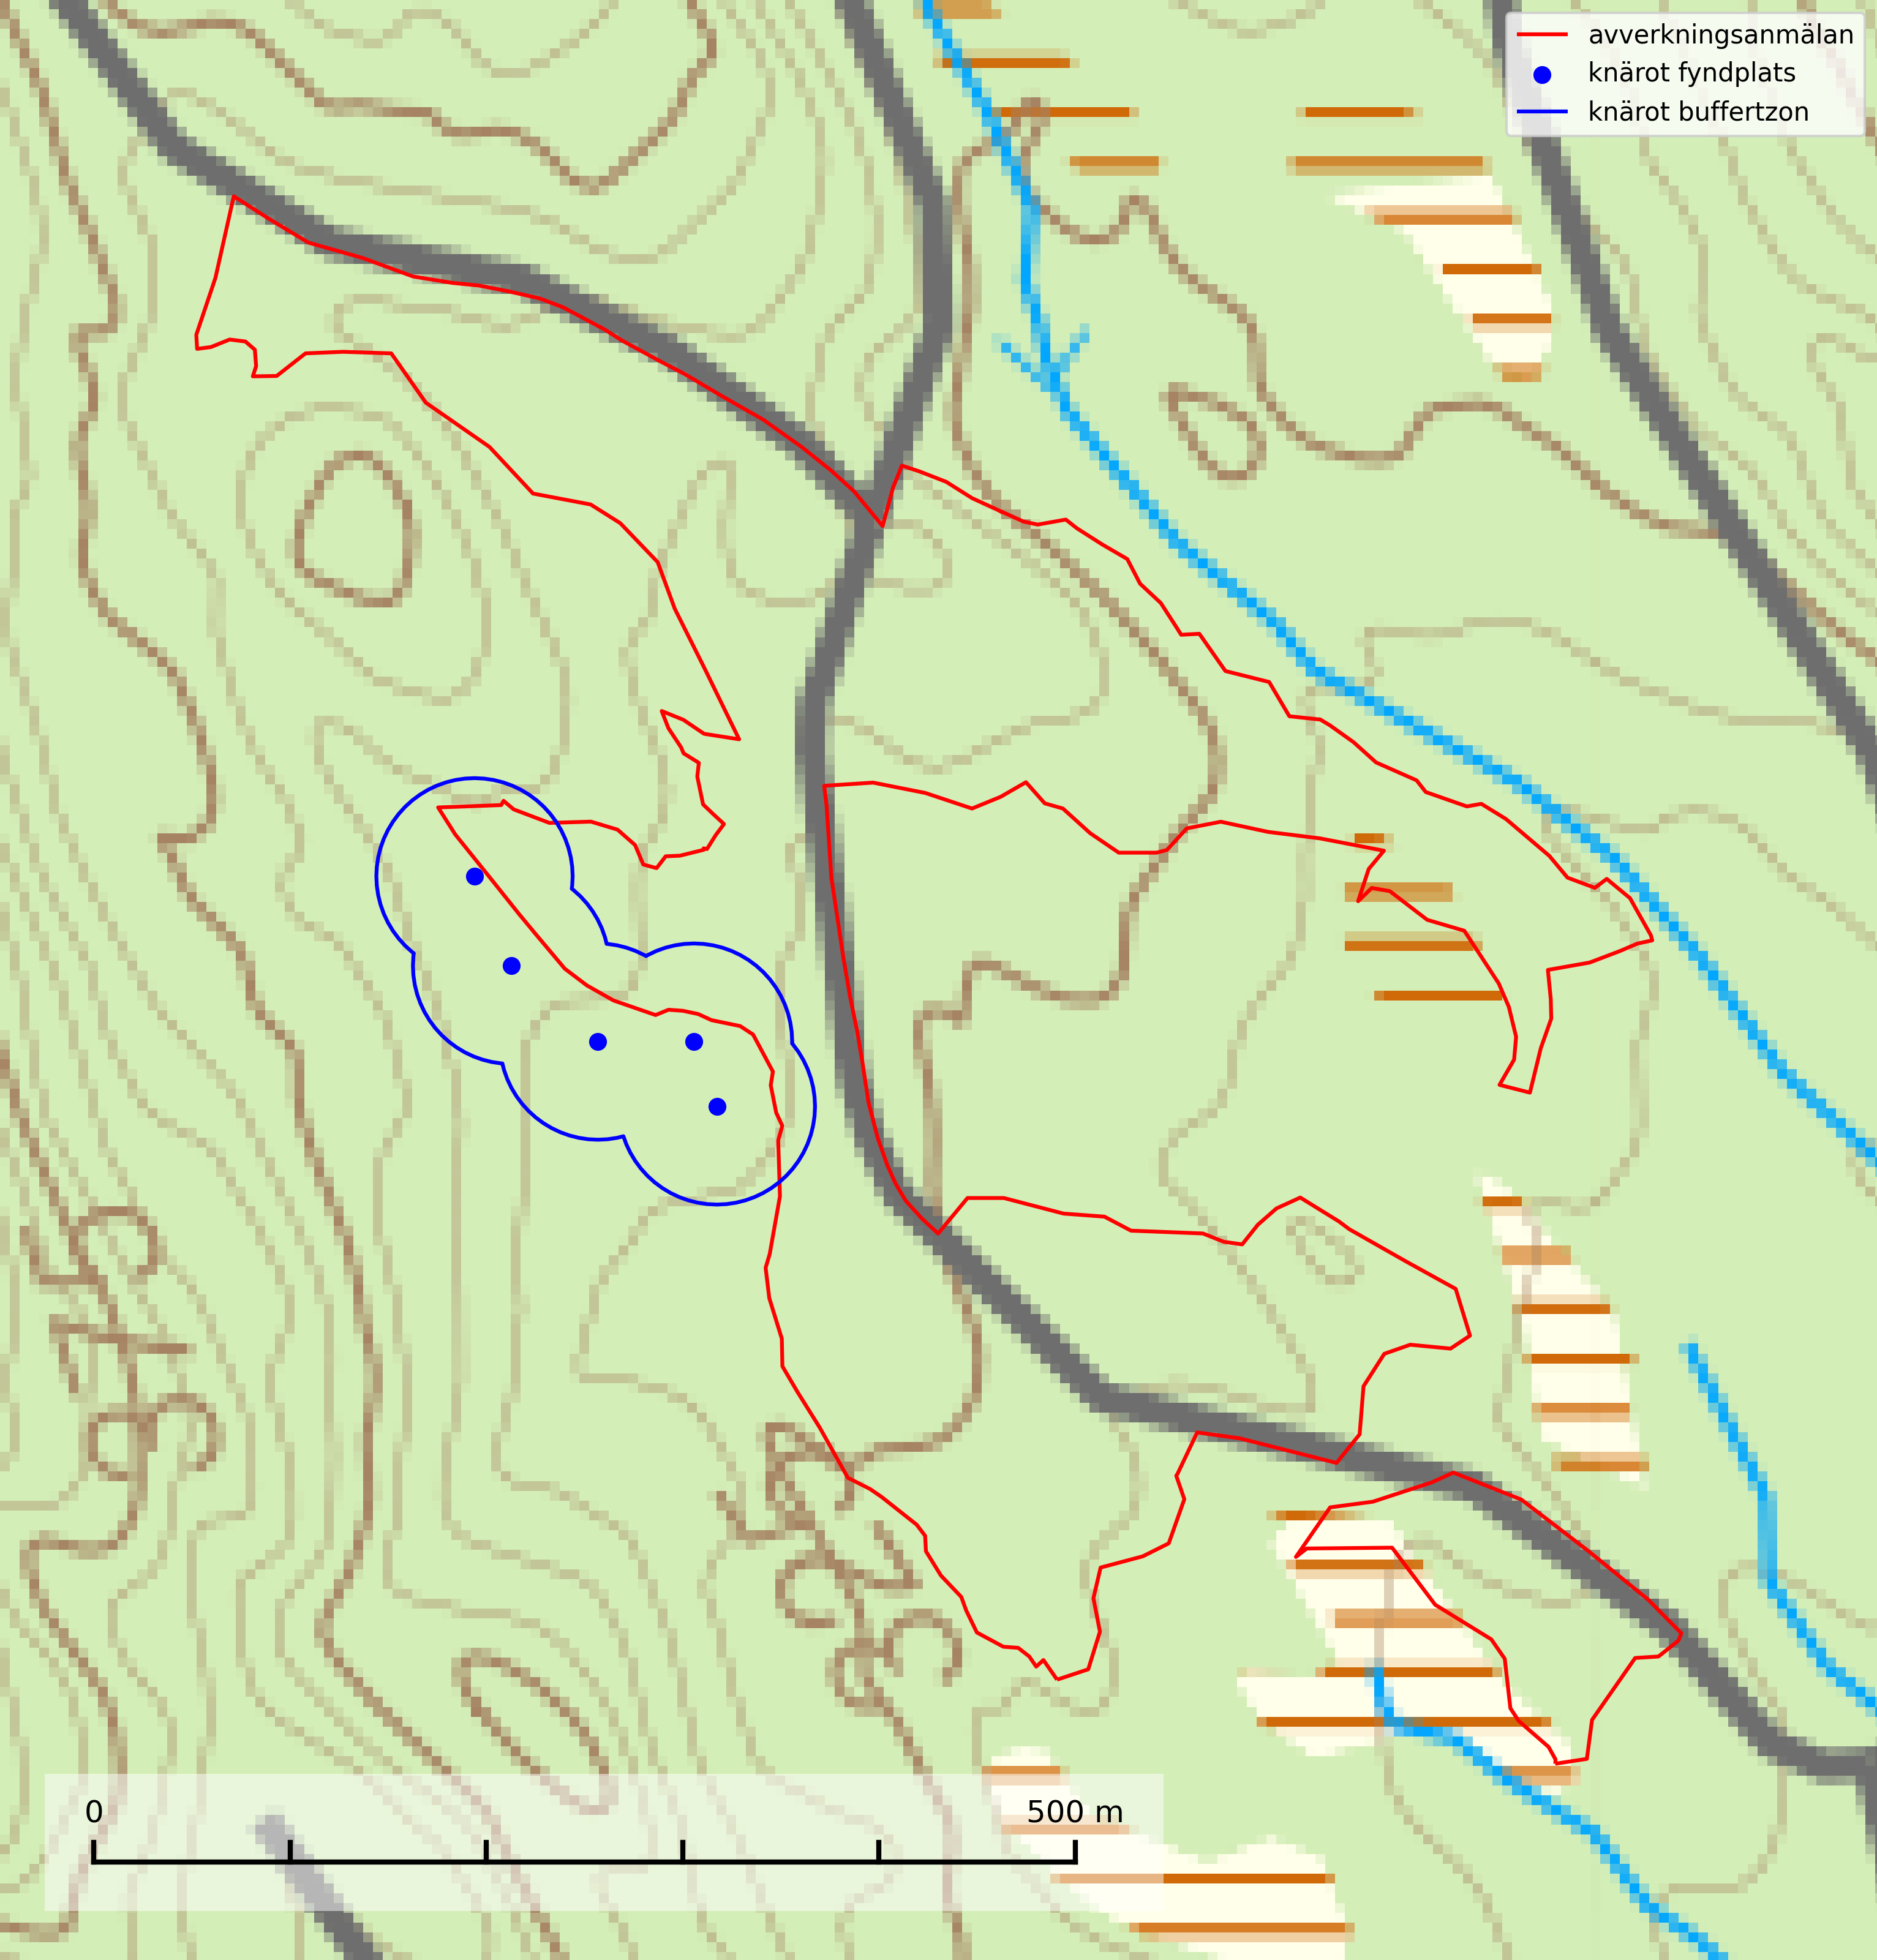 avverkningsanmälan
knärot fyndplats
knärot buffertzon
0 500 m